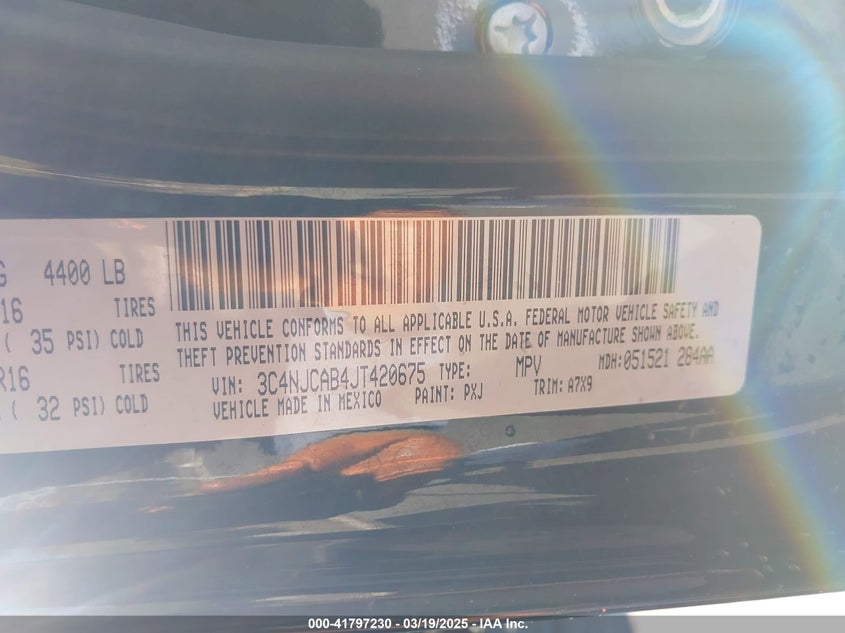 G 4400 LB
16 TIRES
( 35 PSI) COLD
R16
( 32 PSI) COLD
THIS VEHICLE CONFORMS TO ALL APPLICABLE U.S.A. FEDERAL MOTOR VEHICLE SAFETY AND
THEFT PREVENTION STANDARDS IN EFFECT ON THE DATE OF MANUFACTURE SHOWN ABOVE.
VIN: 3C4NJCAB4JT420675 TYPE: MPV MDH:051521 284AA
VEHICLE MADE IN MEXICO PAINT: PXJ TRIM: A7X9
000-41797230 - 03/19/2025 - IAA Inc.